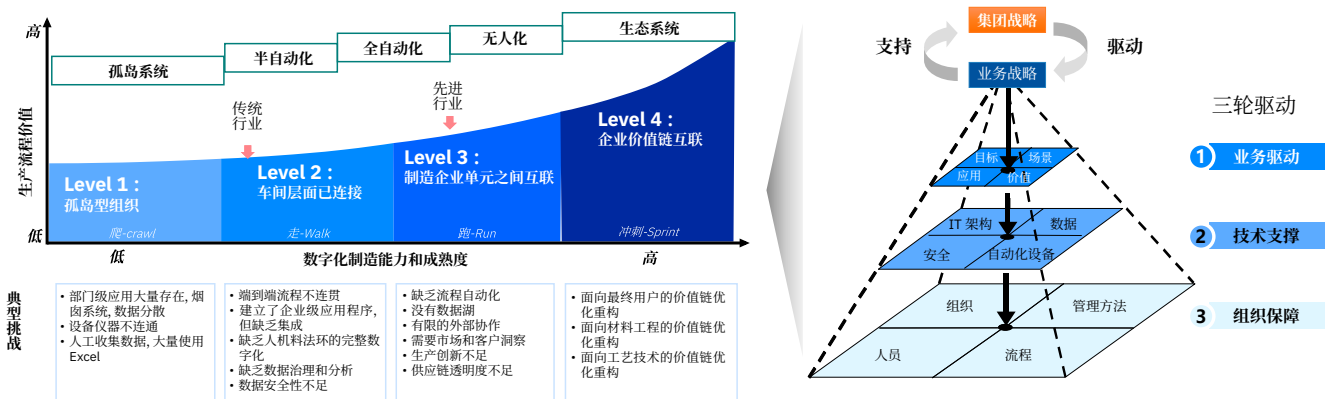 高
生产流程价值
低
孤岛系统
半自动化
全自动化
无人化
生态系统
传统
行业
先进
行业
Level 1：
孤岛型组织
Level 2：
车间层面已连接
Level 3：
制造企业单元之间互联
Level 4：
企业价值链互联
爬-crawl
走-Walk
跑-Run
冲刺-Sprint
低
数字化制造能力和成熟度
高
典型挑战
• 部门级应用大量存在, 烟
囱系统, 数据分散
• 设备仪器不连通
• 人工收集数据, 大量使用
Excel
• 端到端流程不连贯
• 建立了企业级应用程序,
但缺乏集成
• 缺乏人机料法环的完整数
字化
• 缺乏数据治理和分析
• 数据安全性不足
• 缺乏流程自动化
• 没有数据湖
• 有限的外部协作
• 需要市场和客户洞察
• 生产创新不足
• 供应链透明度不足
• 面向最终用户的价值链优
化重构
• 面向材料工程的价值链优
化重构
• 面向工艺技术的价值链优
化重构
集团战略
支持
驱动
业务战略
目标
场景
应用
价值
IT 架构
数据
安全
自动化设备
组织
管理方法
人员
流程
三轮驱动
1 业务驱动
2 技术支撑
3 组织保障